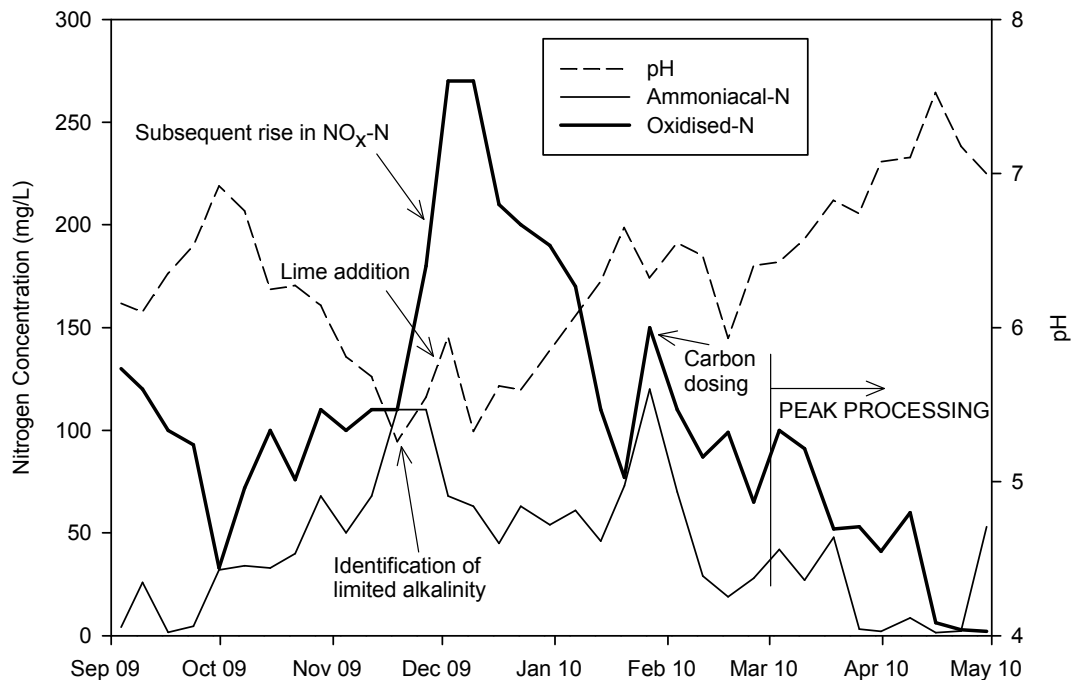 300
250
200
150
100
50
0
Nitrogen Concentration (mg/L)
8
7
6
5
4
pH
pH
Ammoniacal-N
Oxidised-N
Subsequent rise in NOX-N
Lime addition
Carbon
dosing
PEAK PROCESSING
Identification of
limited alkalinity
Sep 09 Oct 09 Nov 09 Dec 09 Jan 10 Feb 10 Mar 10 Apr 10 May 10